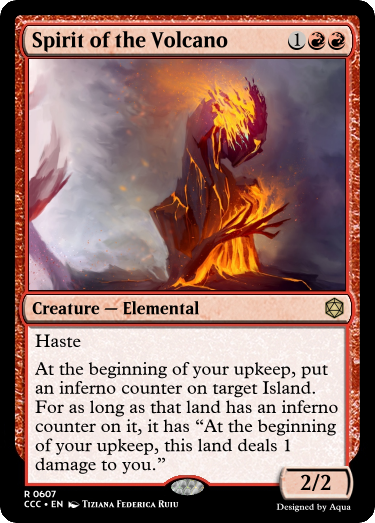 Spirit of the Volcano 1
Creature — Elemental
Haste
At the beginning of your upkeep, put
an inferno counter on target Island.
For as long as that land has an inferno
counter on it, it has “At the beginning
of your upkeep, this land deals 1
damage to you.”
2/2
R 0607
CCC • EN Tiziana Federica Ruiu
Designed by Aqua